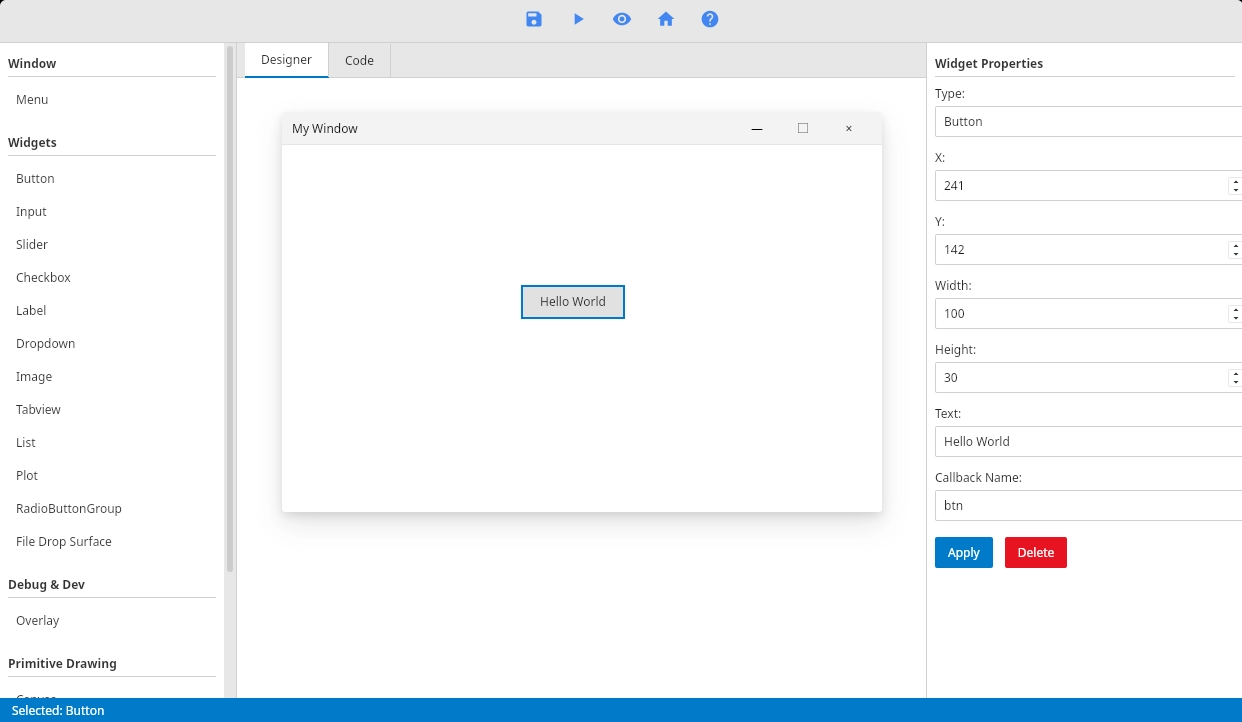 Window
Menu
Widgets
Button
Input
Slider
Checkbox
Label
Dropdown
Image
Tabview
List
Plot
RadioButtonGroup
File Drop Surface
Debug & Dev
Overlay
Primitive Drawing
Designer
Code
My Window
Hello World
Widget Properties
Type:
Button
X:
241
Y:
142
Width:
100
Height:
30
Text:
Hello World
Callback Name:
btn
Apply
Delete
Selected: Button